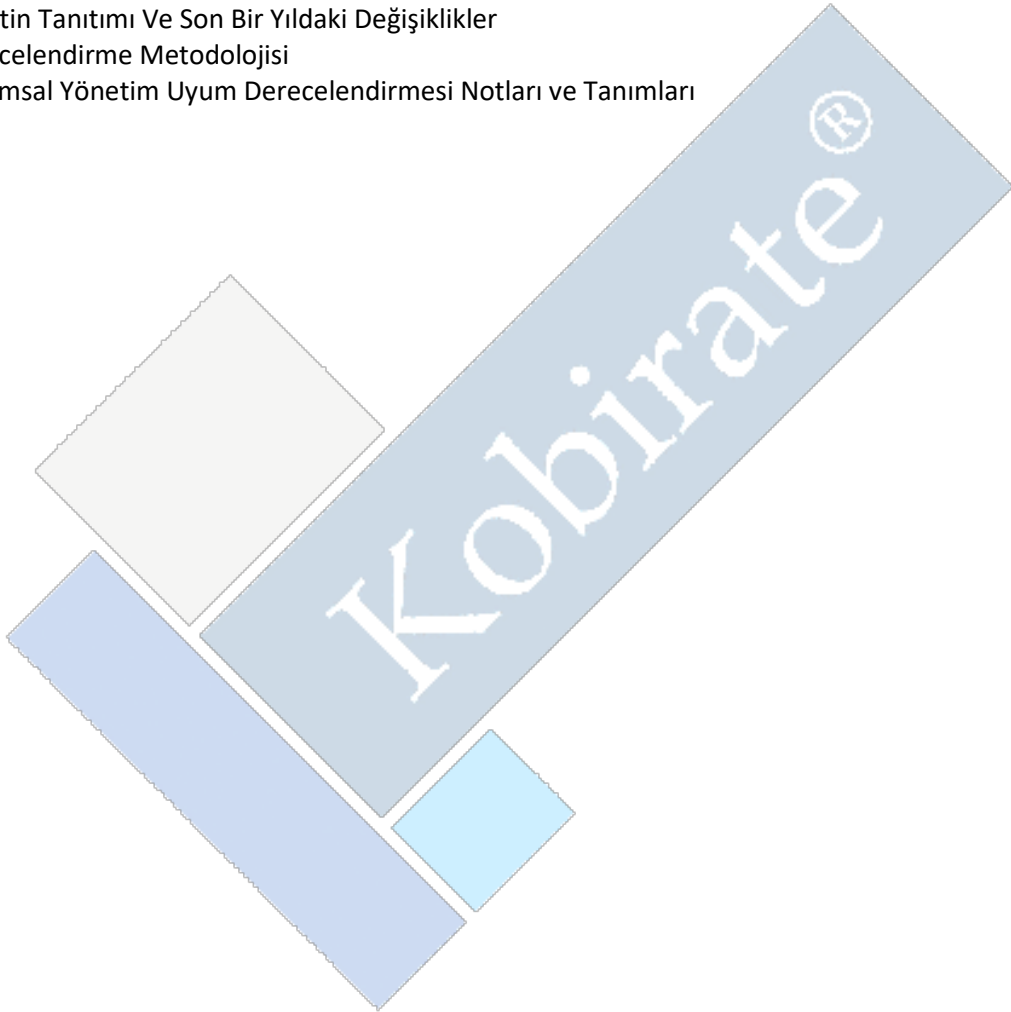 tin Tanıtımı Ve Son Bir Yıldaki Değişiklikler
celendirme Metodolojisi
msal Yönetim Uyum Derecelendirmesi Notları ve Tanımları
Kobirate®